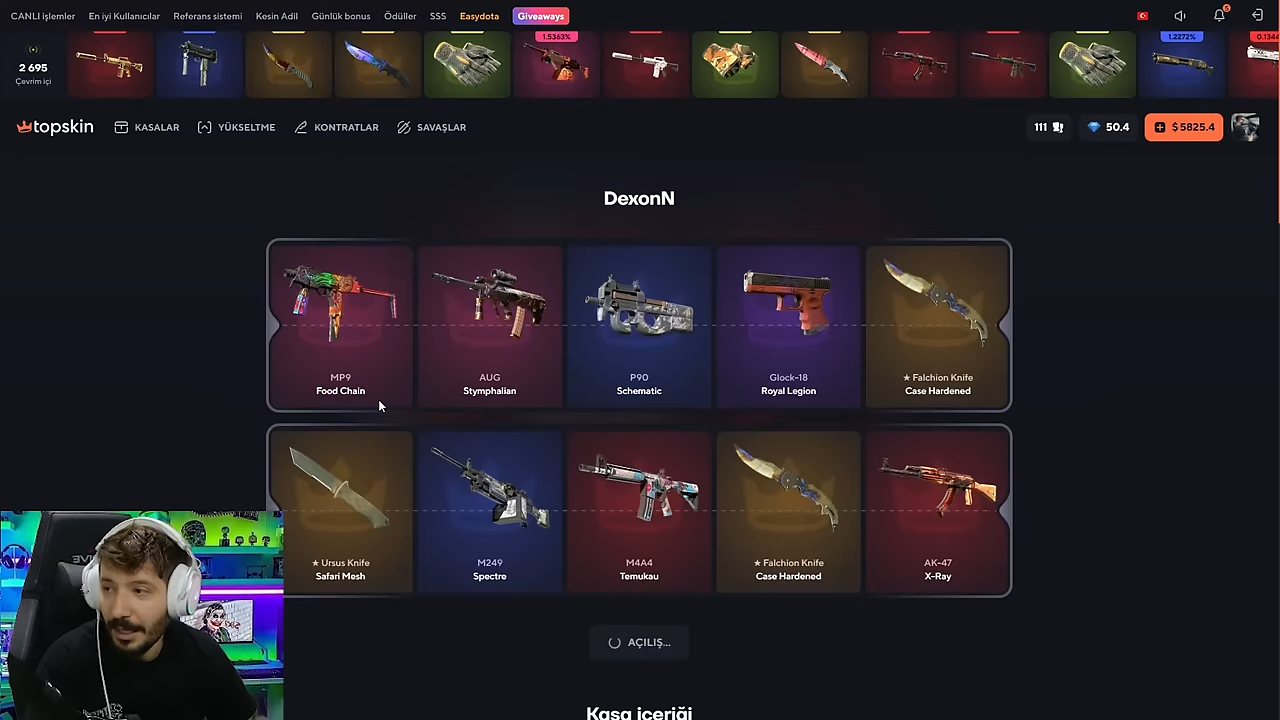 CANLI işlemler En iyi Kullanıcılar Referans sistemi Kesin Adil Günlük bonus Ödüller SSS Easydota Giveaways
5
1.5363% 1.2272% 0.134
2 695
Çevrim içi
topskin KASALAR YÜKSELTME KONTRATLAR SAVAŞLAR 111 50.4 $ 5825.4
DexonN
MP9 AUG P90 Glock-18 ★ Falchion Knife
Food Chain Stymphalian Schematic Royal Legion Case Hardened
★ Ursus Knife M249 M4A4 ★ Falchion Knife AK-47
Safari Mesh Spectre Temukau Case Hardened X-Ray
AÇILIŞ...
Kasa içeriği